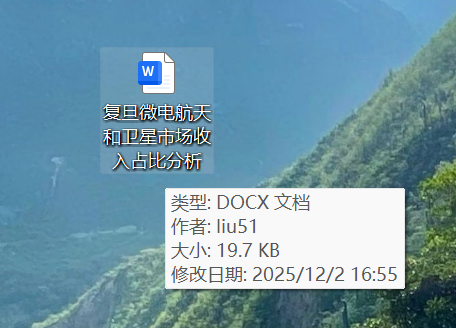 W
复旦微电航天
和卫星市场收
入占比分析
类型: DOCX 文档
作者: liu51
大小: 19.7 KB
修改日期: 2025/12/2 16:55